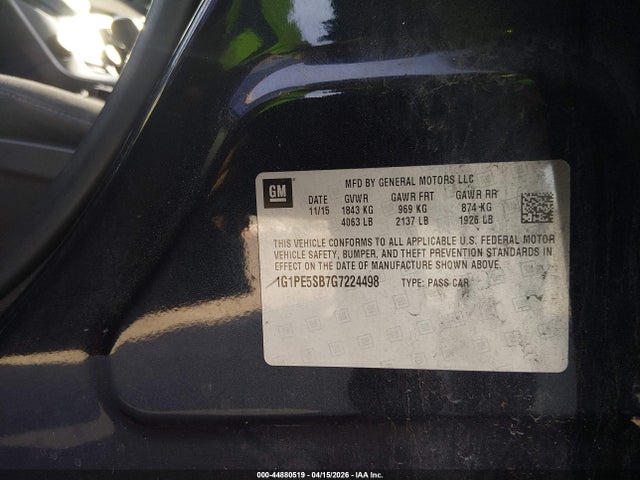 GM
MFD BY GENERAL MOTORS LLC
DATE GVWR GAWR FRT GAWR RR
11/15 1843 KG 969 KG 874 KG
4063 LB 2137 LB 1926 LB
THIS VEHICLE CONFORMS TO ALL APPLICABLE U.S. FEDERAL MOTOR
VEHICLE SAFETY, BUMPER, AND THEFT PREVENTION STANDARDS IN
EFFECT ON THE DATE OF MANUFACTURE SHOWN ABOVE.
1G1PE5SB7G7224498 TYPE: PASS CAR
000-44880519 - 04/15/2026 - IAA Inc.